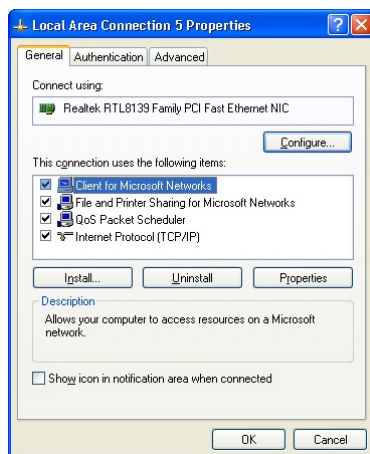 Local Area Connection 5 Properties
General Authentication Advanced
Connect using:
Realtek RTL8139 Family PCI Fast Ethernet NIC
Configure...
This connection uses the following items:
Client for Microsoft Networks
File and Printer Sharing for Microsoft Networks
QoS Packet Scheduler
Internet Protocol (TCP/IP)
Install... Uninstall Properties
Description
Allows your computer to access resources on a Microsoft
network.
Show icon in notification area when connected
OK Cancel